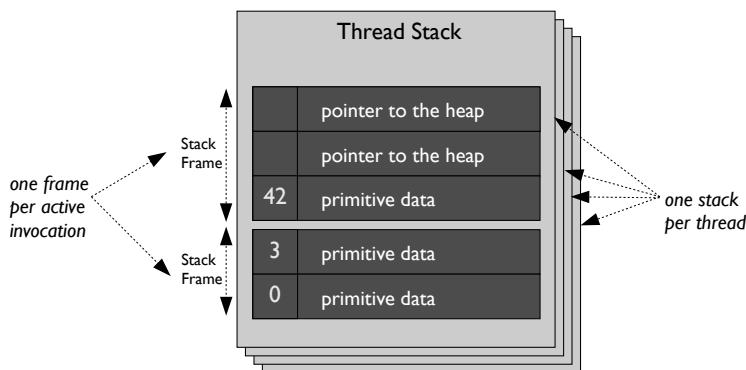 Thread Stack
pointer to the heap
Stack
Frame
pointer to the heap
42 primitive data
one frame
per active
invocation
one stack
per thread
Stack
Frame
3 primitive data
0 primitive data